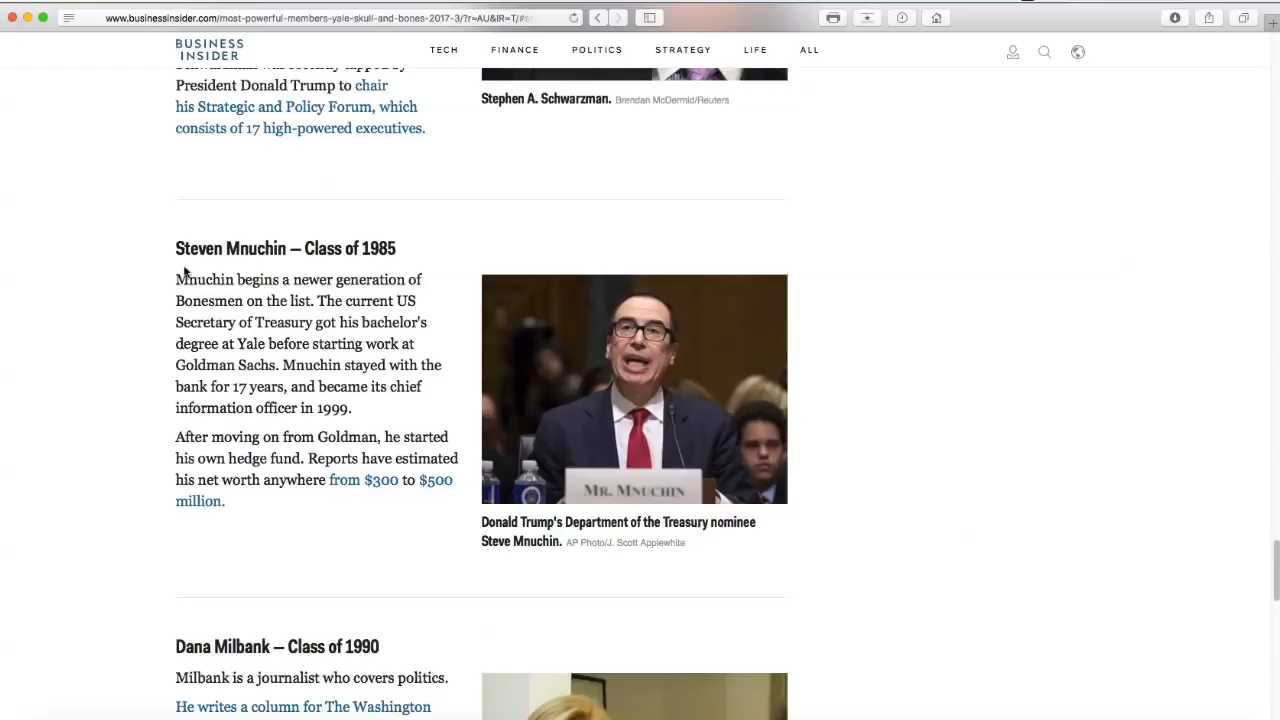 www.businessinsider.com/most-powerful-members-yale-skull-and-bones-2017-3/?r=AU&IR=T/#s
BUSINESS
INSIDER
TECH FINANCE POLITICS STRATEGY LIFE ALL
President Donald Trump to chair
his Strategic and Policy Forum, which
consists of 17 high-powered executives.
Stephen A. Schwarzman. Brendan McDermid/Reuters
Steven Mnuchin – Class of 1985
Mnuchin begins a newer generation of
Bonesmen on the list. The current US
Secretary of Treasury got his bachelor's
degree at Yale before starting work at
Goldman Sachs. Mnuchin stayed with the
bank for 17 years, and became its chief
information officer in 1999.
After moving on from Goldman, he started
his own hedge fund. Reports have estimated
his net worth anywhere from $300 to $500
million.
MR. MNUCHIN
Donald Trump's Department of the Treasury nominee
Steve Mnuchin. AP Photo/J. Scott Applewhite
Dana Milbank – Class of 1990
Milbank is a journalist who covers politics.
He writes a column for The Washington